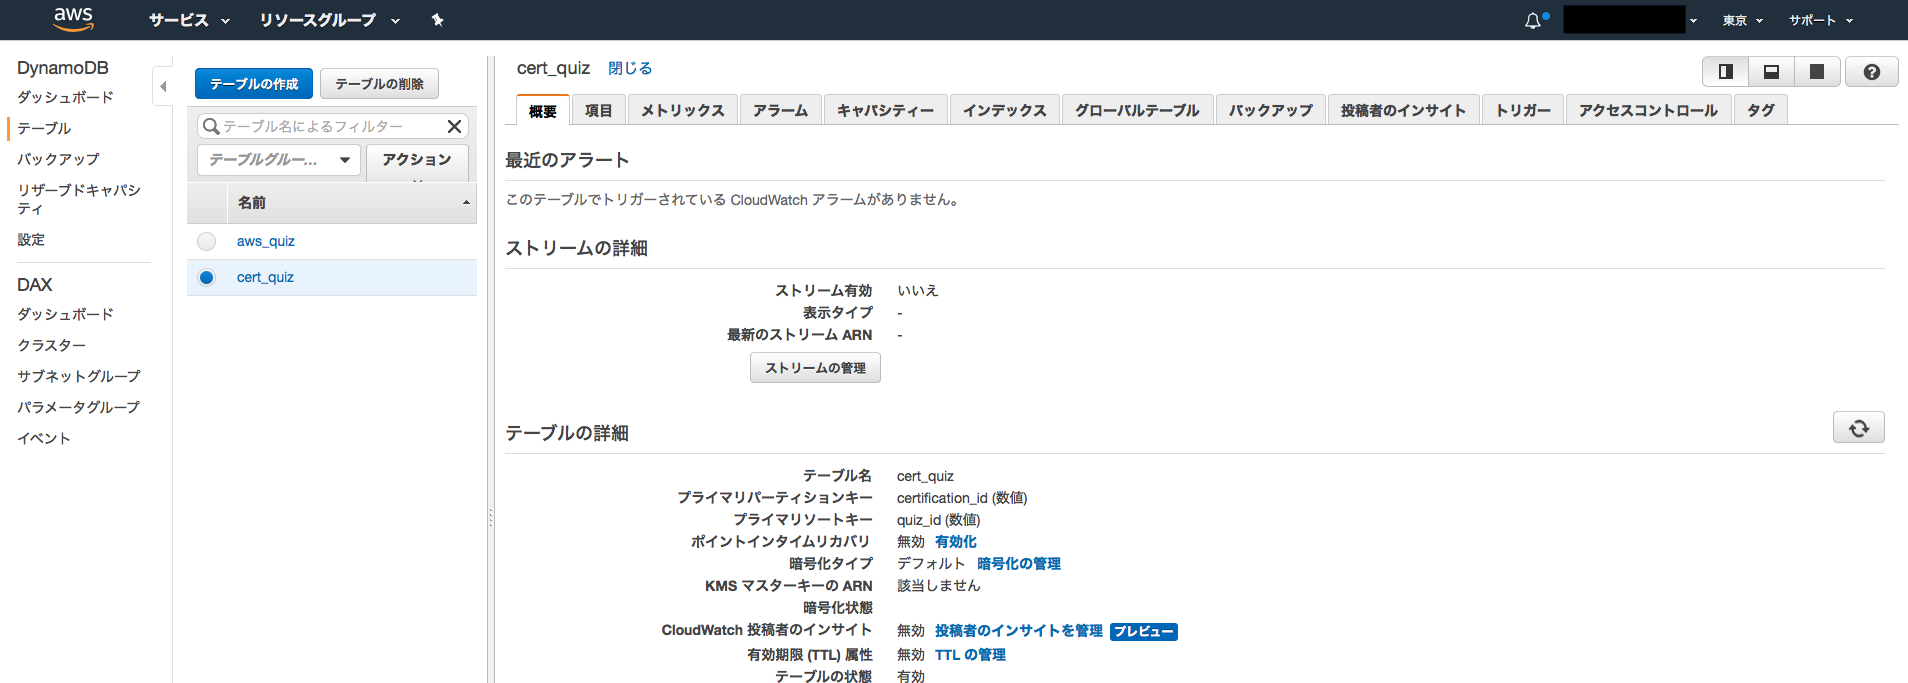 aws サービス リソースグループ 東京 サポート
DynamoDB
ダッシュボード
テーブル
バックアップ
リザーブドキャパシ
ティ
設定
DAX
ダッシュボード
クラスター
サブネットグループ
パラメータグループ
イベント
テーブルの作成 テーブルの削除
テーブル名によるフィルター
テーブルグルー... アクション
名前
aws_quiz
cert_quiz
cert_quiz 閉じる
概要 項目 メトリックス アラーム キャパシティー インデックス グローバルテーブル バックアップ 投稿者のインサイト トリガー アクセスコントロール タグ
最近のアラート
このテーブルでトリガーされている CloudWatch アラームがありません。
ストリームの詳細
ストリーム有効 いいえ
表示タイプ -
最新のストリーム ARN -
ストリームの管理
テーブルの詳細
テーブル名 cert_quiz
プライマリパーティションキー certification_id (数値)
プライマリソートキー quiz_id (数値)
ポイントインタイムリカバリ 無効 有効化
暗号化タイプ デフォルト 暗号化の管理
KMS マスターキーの ARN 該当しません
暗号化状態
CloudWatch 投稿者のインサイト 無効 投稿者のインサイトを管理 プレビュー
有効期限 (TTL) 属性 無効 TTL の管理
テーブルの状態 有効